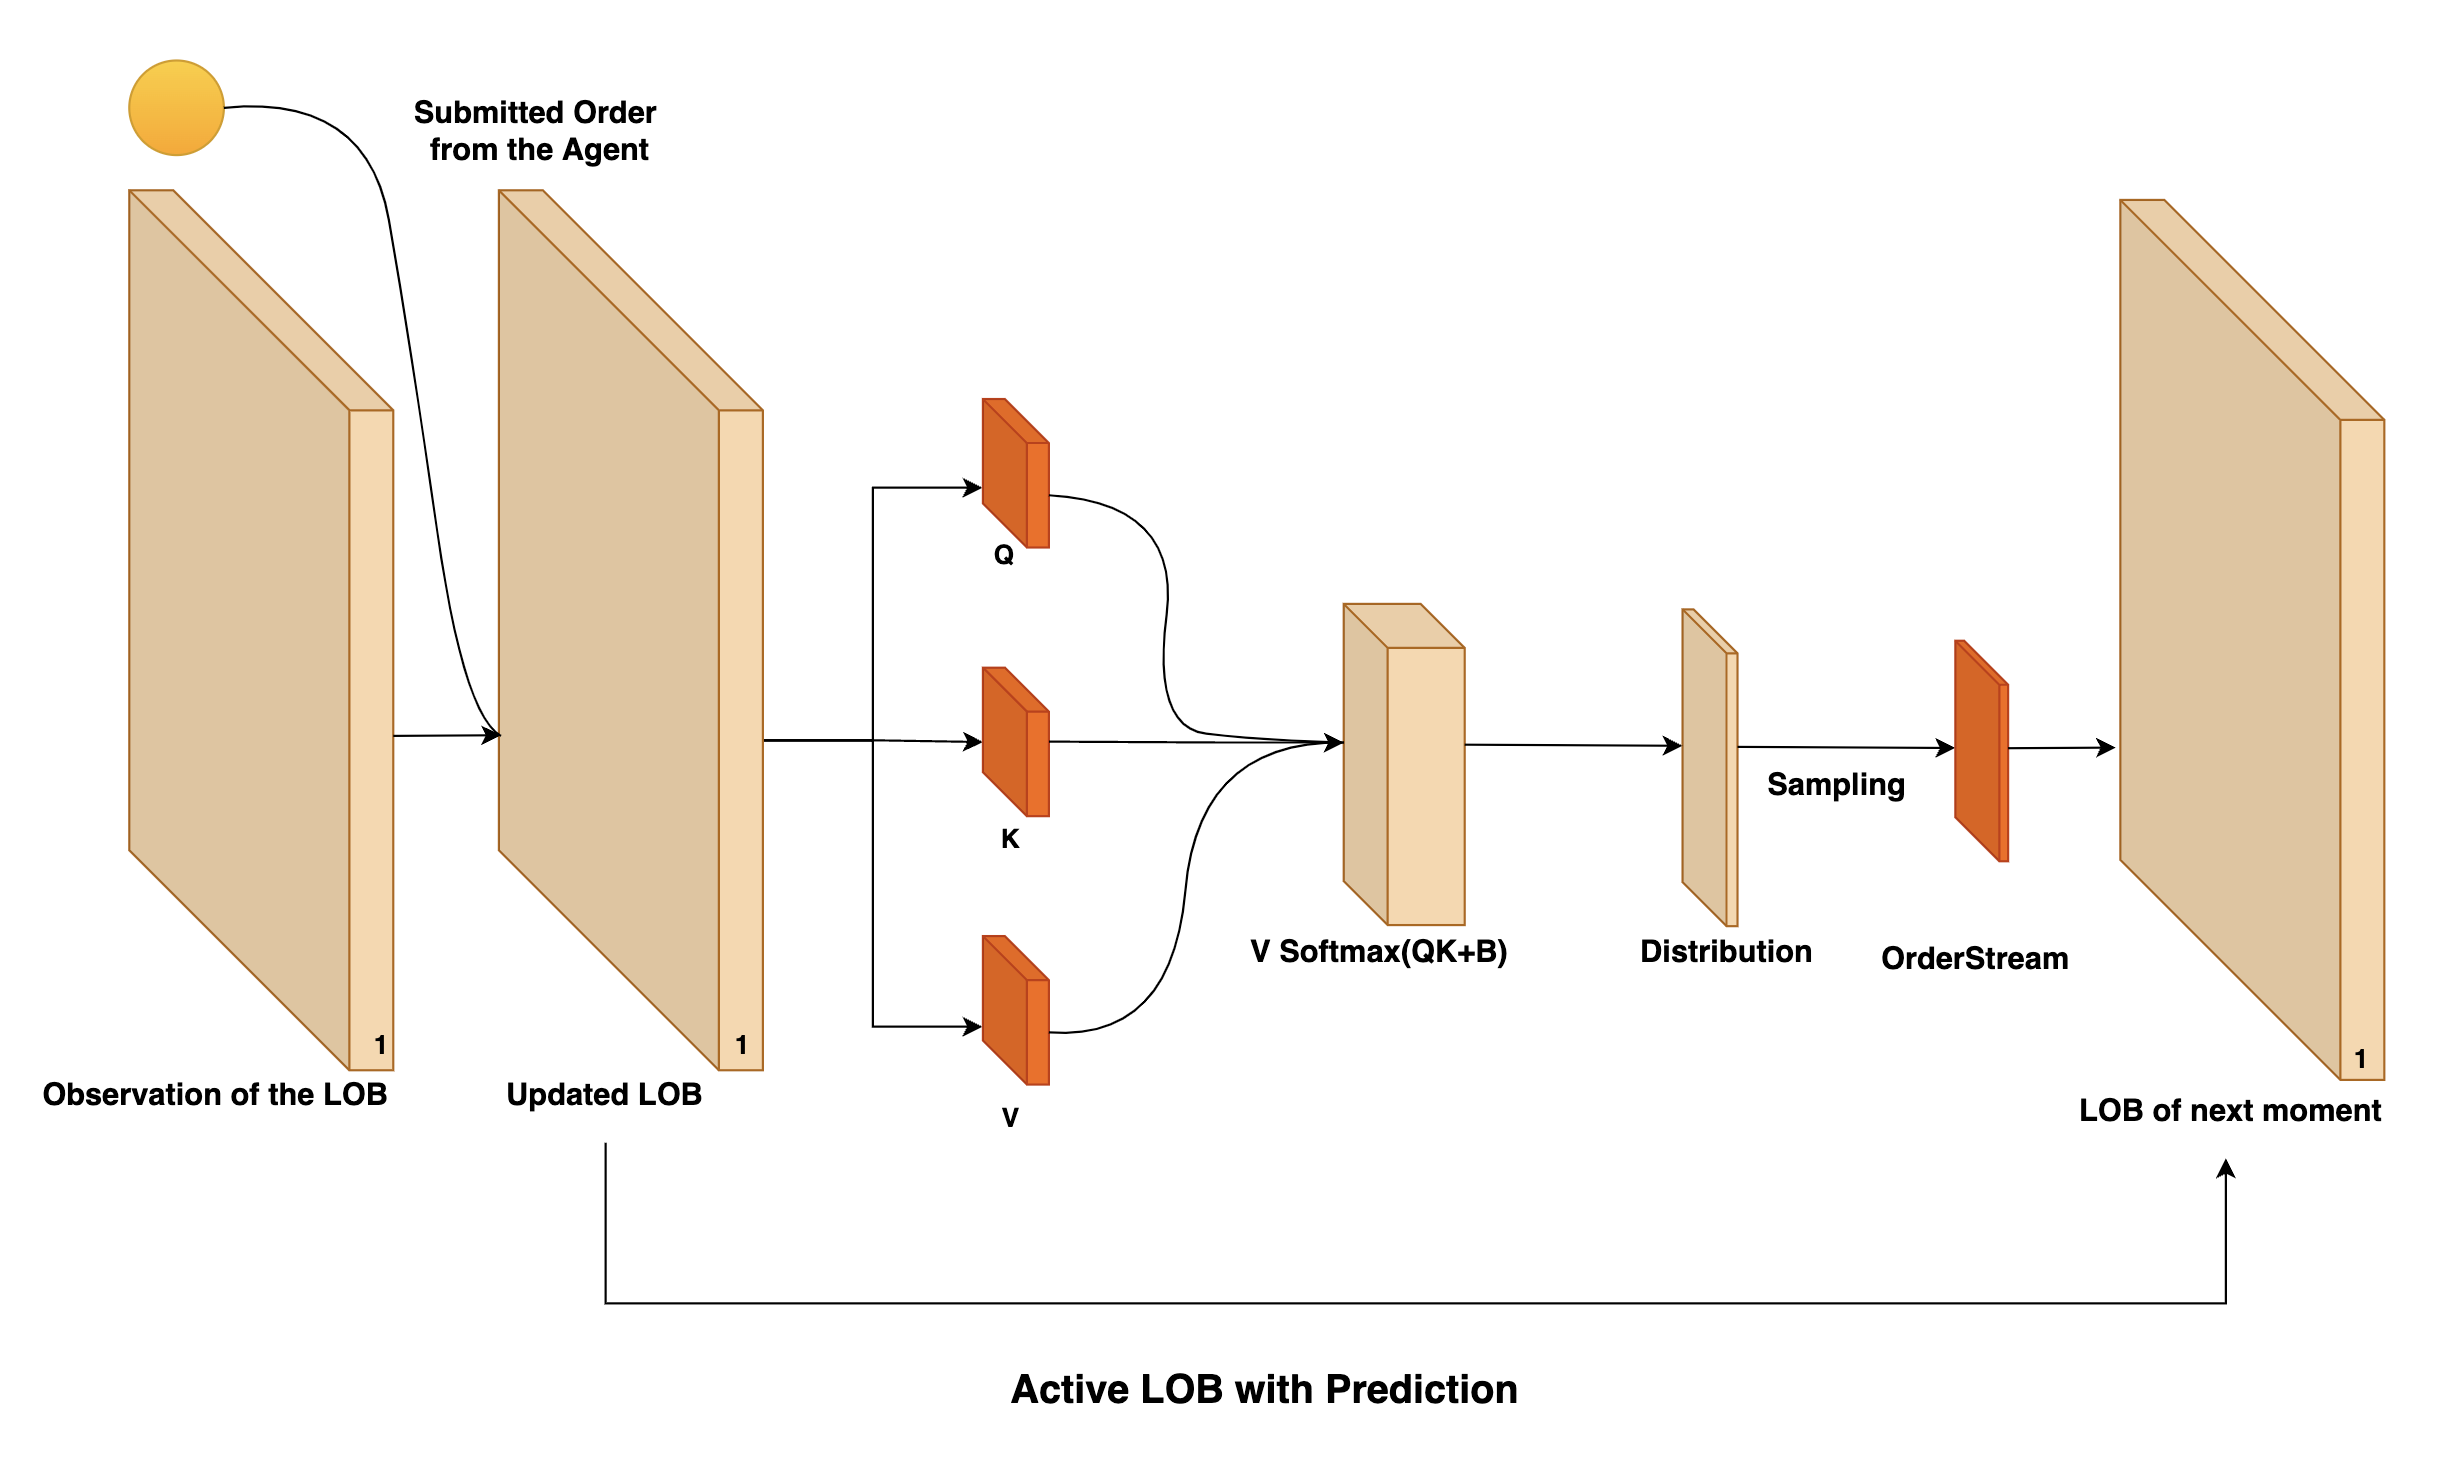 Submitted Order
from the Agent
Q
K
V
1
1
1
Observation of the LOB
Updated LOB
V Softmax(QK+B)
Distribution
Sampling
OrderStream
LOB of next moment
Active LOB with Prediction